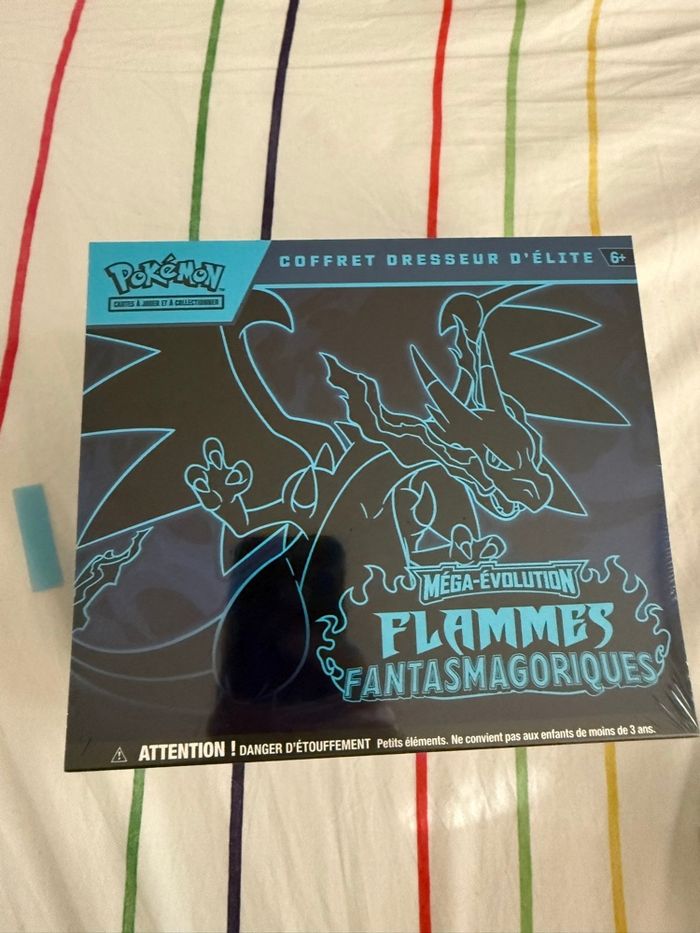 POKéMON
CARTES À JOUER ET À COLLECTIONNER
COFFRET DRESSEUR D'ÉLITE 6+
MÉGA-ÉVOLUTION
FLAMMES
FANTASMAGORIQUES
ATTENTION ! DANGER D'ÉTOUFFEMENT Petits éléments. Ne convient pas aux enfants de moins de 3 ans.